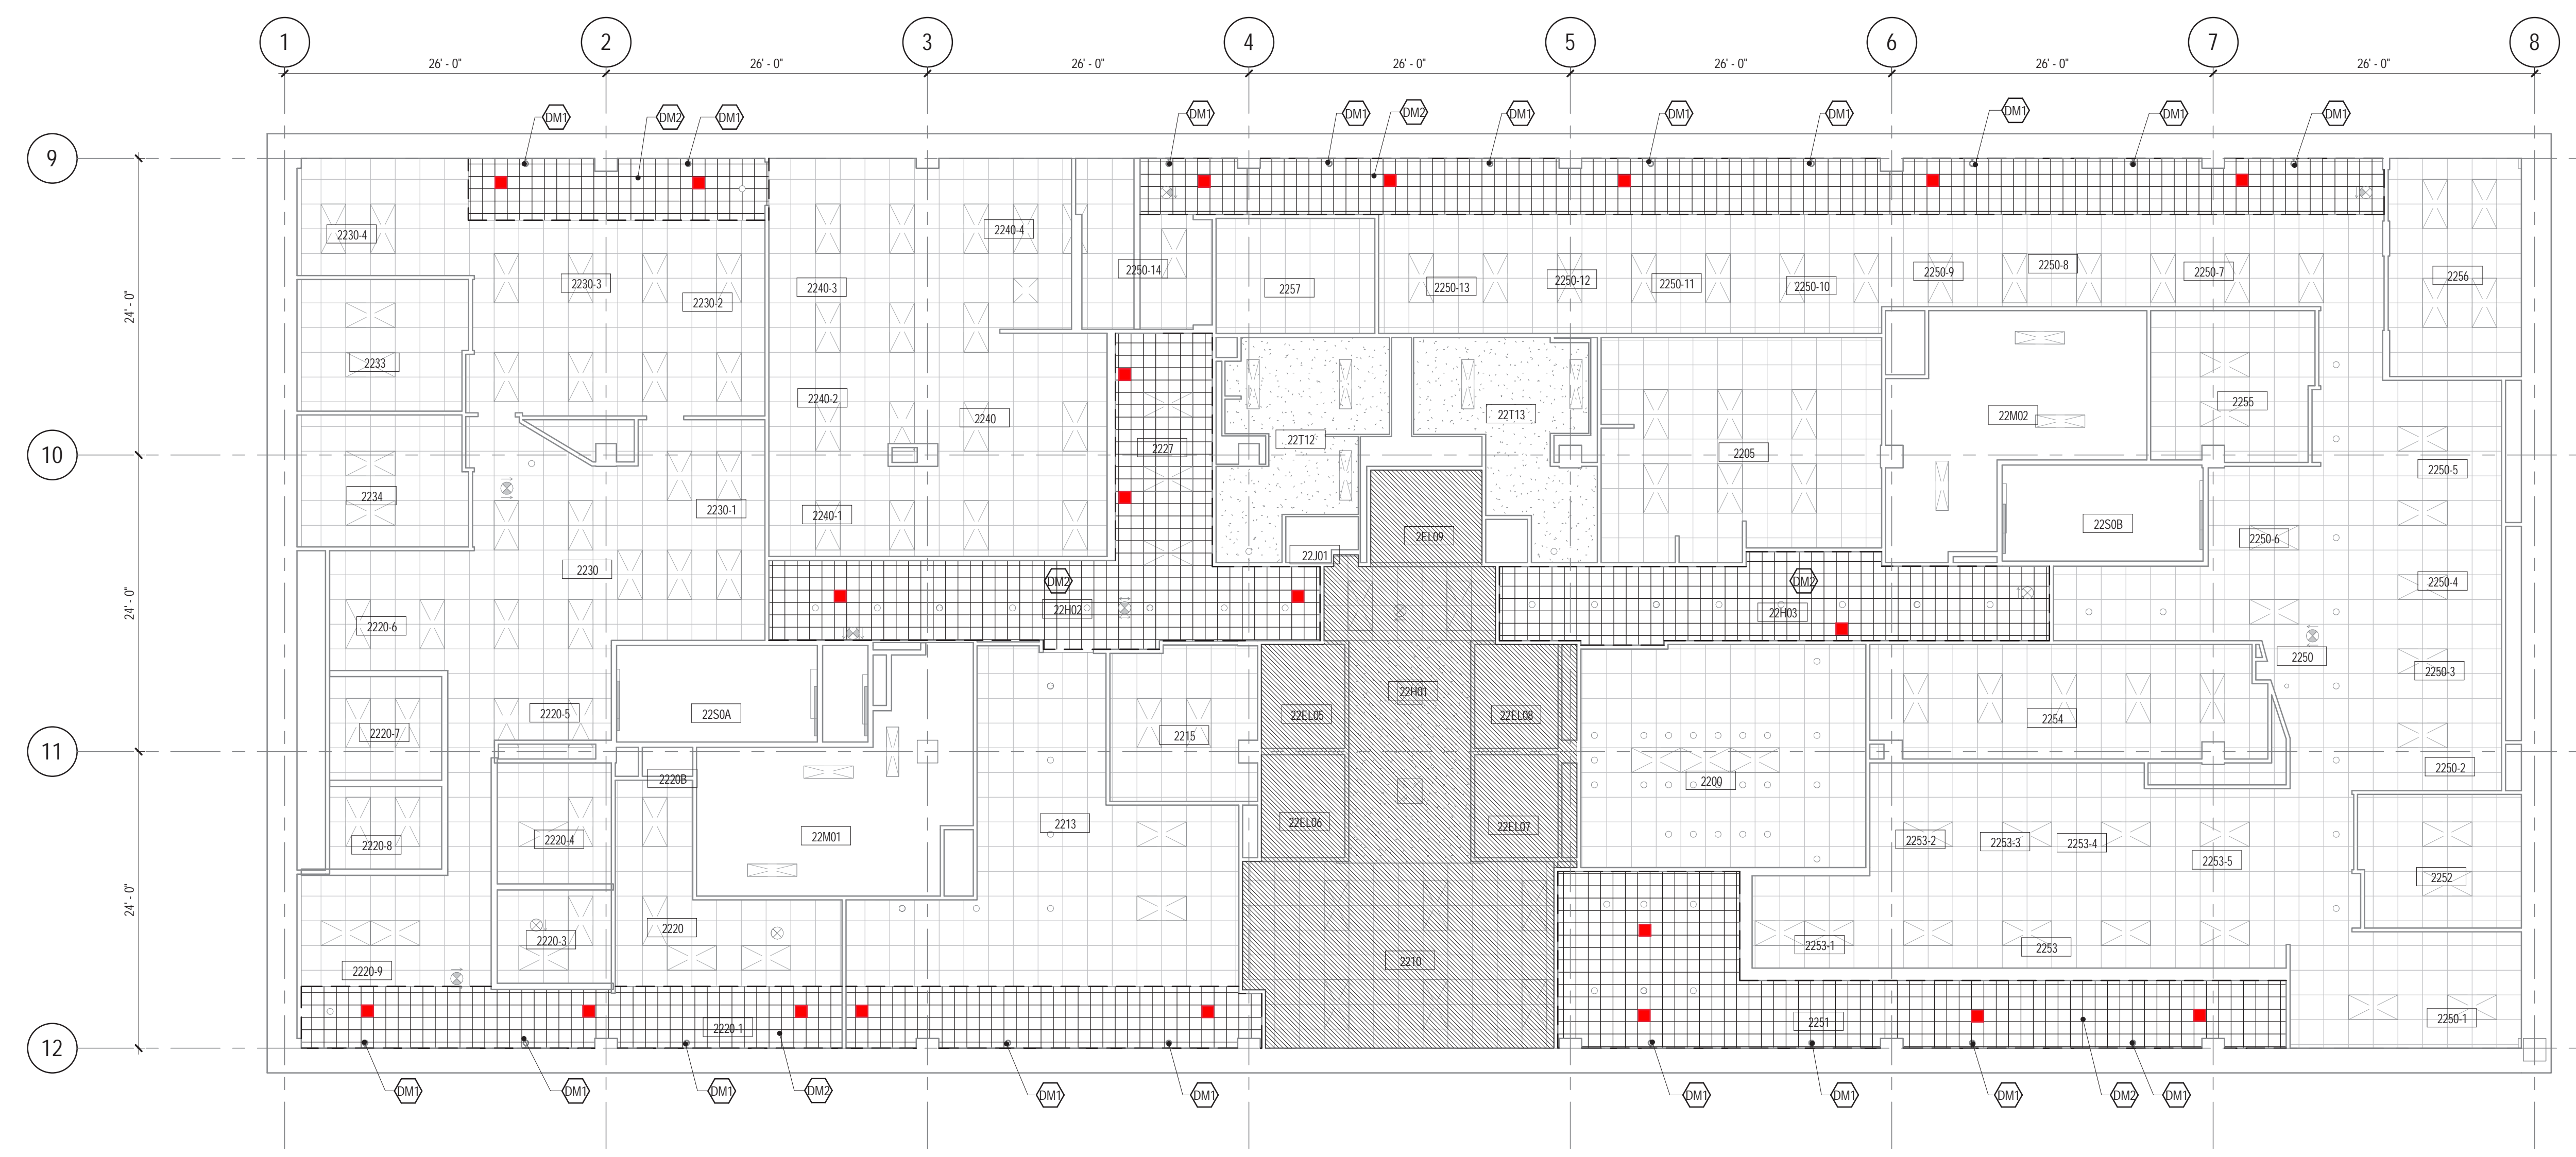 1 2 3 4 5 6 7 8
26' - 0" 26' - 0" 26' - 0" 26' - 0" 26' - 0" 26' - 0" 26' - 0"
DM1 DM2 DM1 DM1 DM1 DM2 DM1 DM1 DM1 DM1 DM1 DM1
9
2230-4 2240-4
2230-3 2250-14 2250-12 2250-11 2250-9 2250-8 2250-7 2256
2230-2 2240-3 2257 2250-13 2250-10
24' - 0"
2233
2240-2 2240 22T13 22M02 2255
10
2227 22T12 2205 2250-5
2234
2230-1 2240-1 22S0B
2EL09 2250-6
22J01
2230 DM2 DM2 2250-4
24' - 0"
22H02 22H03
2220-6
2250 2250-3
22H01
2220-5 22S0A 22EL05 22EL08 2254
2220-7 2215
11
2220B 2200 2250-2
2220-4 22M01 2213 22EL06 22EL07 2253-2 2253-3 2253-4
2220-8 2253-5
2252
24' - 0"
2220-3 2220 2253-1 2253
2220-9 2210
2220-1 2251 2250-1
12
DM1 DM1 DM1 DM2 DM1 DM1 DM1 DM1 DM1 DM2 DM1